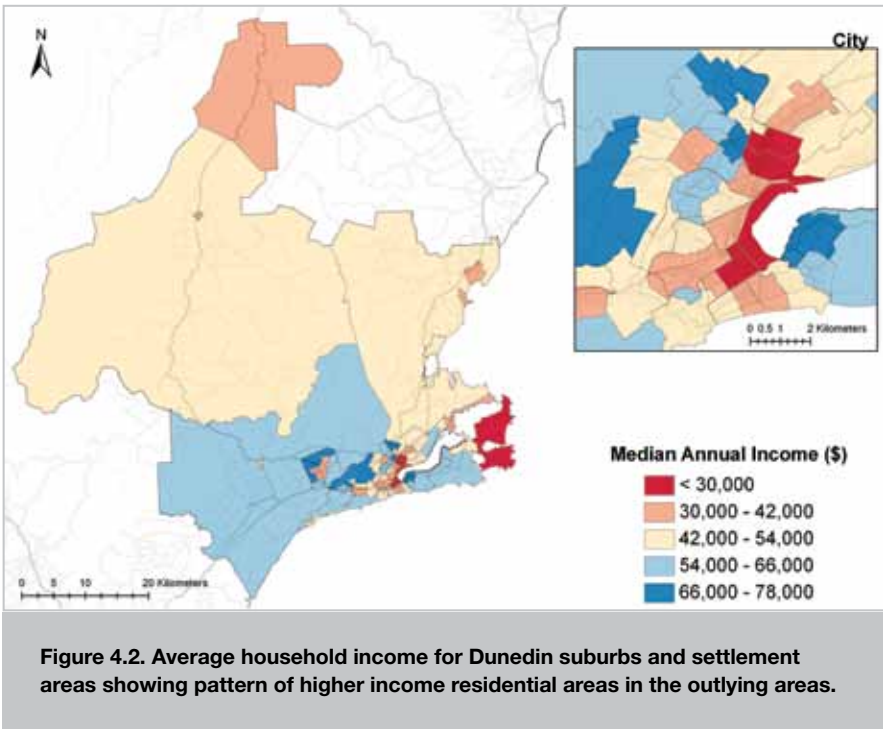 N
City
0 0.5 1 2 Kilometers
Median Annual Income ($)
< 30,000
30,000 - 42,000
42,000 - 54,000
54,000 - 66,000
66,000 - 78,000
0 5 10 20 Kilometers
Figure 4.2. Average household income for Dunedin suburbs and settlement
areas showing pattern of higher income residential areas in the outlying areas.